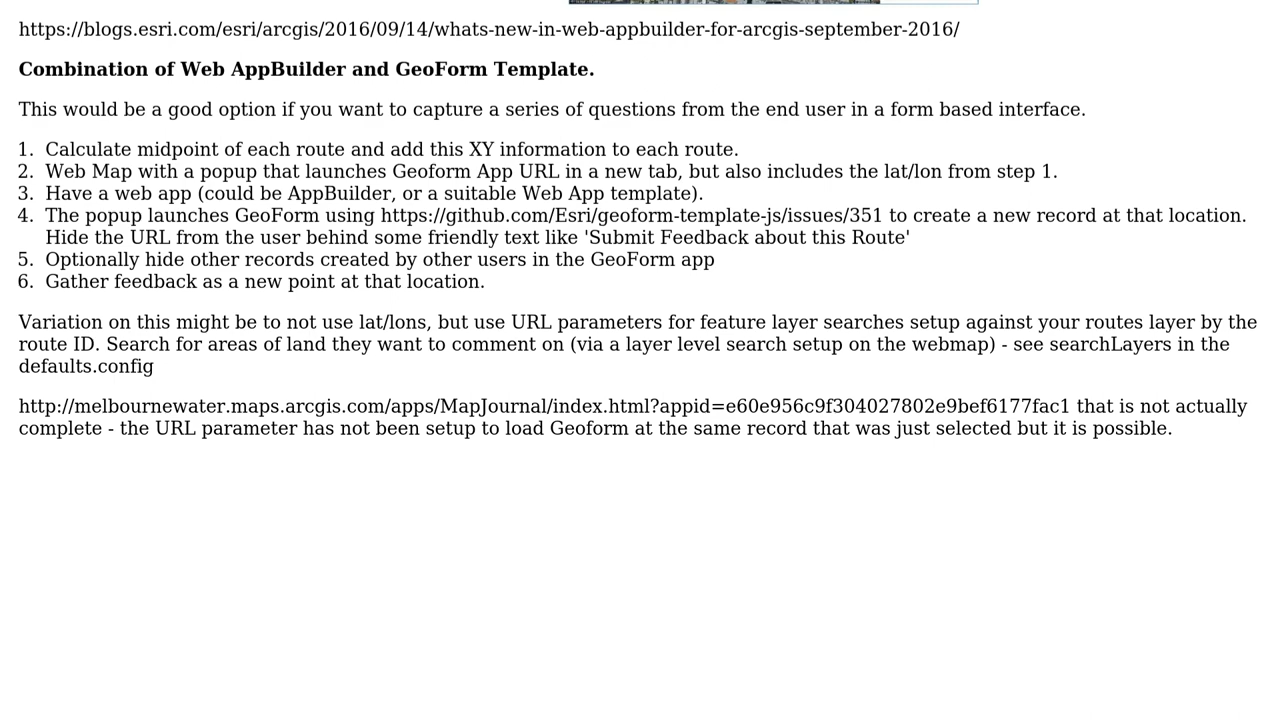 https://blogs.esri.com/esri/arcgis/2016/09/14/whats-new-in-web-appbuilder-for-arcgis-september-2016/
Combination of Web AppBuilder and GeoForm Template.
This would be a good option if you want to capture a series of questions from the end user in a form based interface.
1. Calculate midpoint of each route and add this XY information to each route.
2. Web Map with a popup that launches Geoform App URL in a new tab, but also includes the lat/lon from step 1.
3. Have a web app (could be AppBuilder, or a suitable Web App template).
4. The popup launches GeoForm using https://github.com/Esri/geoform-template-js/issues/351 to create a new record at that location.
Hide the URL from the user behind some friendly text like 'Submit Feedback about this Route'
5. Optionally hide other records created by other users in the GeoForm app
6. Gather feedback as a new point at that location.
Variation on this might be to not use lat/lons, but use URL parameters for feature layer searches setup against your routes layer by the
route ID. Search for areas of land they want to comment on (via a layer level search setup on the webmap) - see searchLayers in the
defaults.config
http://melbournewater.maps.arcgis.com/apps/MapJournal/index.html?appid=e60e956c9f304027802e9bef6177fac1 that is not actually
complete - the URL parameter has not been setup to load Geoform at the same record that was just selected but it is possible.